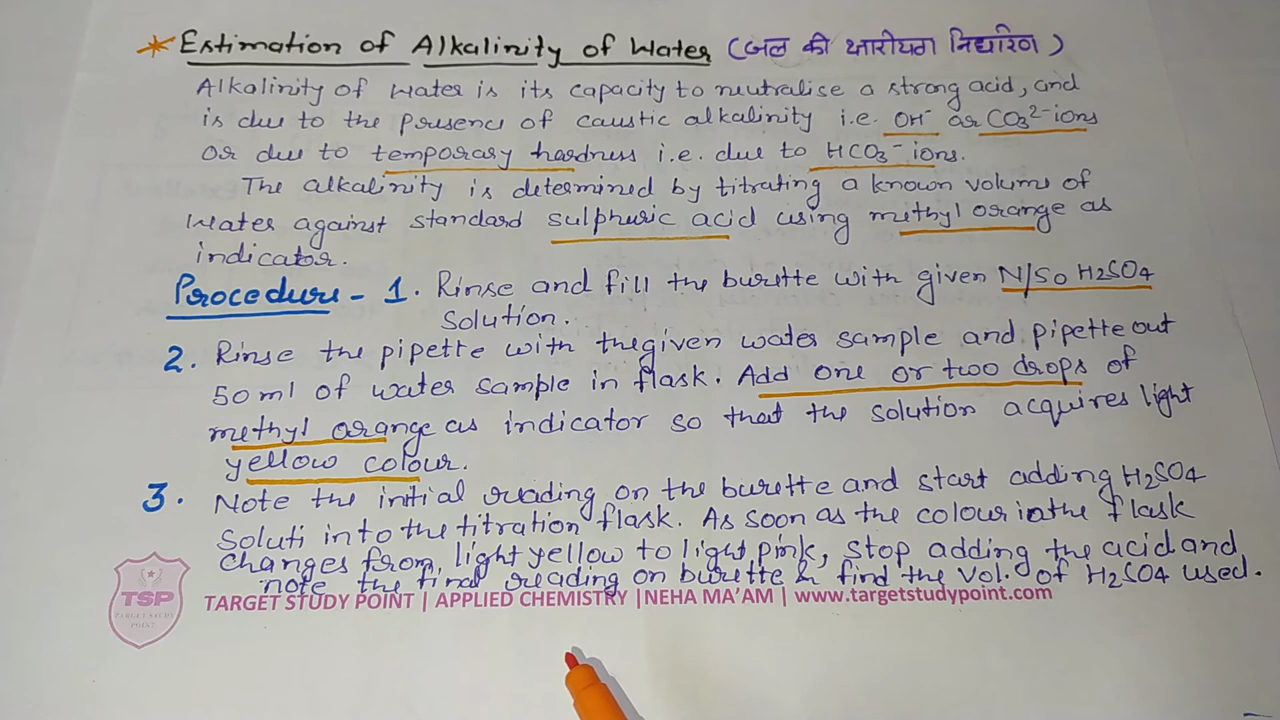 * Estimation of Alkalinity of Water (जल की क्षारीयता निर्धारण)
Alkalinity of water is its capacity to neutralise a strong acid, and
is due to the presence of caustic alkalinity i.e. OH⁻ or CO₃²⁻ ions
or due to temporary hardness i.e. due to HCO₃⁻ ions.
The alkalinity is determined by titrating a known volume of
water against standard sulphuric acid using methyl orange as
indicator.
Procedure - 1. Rinse and fill the burette with given N/50 H₂SO₄
Solution.
2. Rinse the pipette with the given water sample and pipette out
50 ml of water sample in flask. Add one or two drops of
methyl orange as indicator so that the solution acquires light
yellow colour.
3. Note the initial reading on the burette and start adding H₂SO₄
Soluti into the titration flask. As soon as the colour in the flask
changes from light yellow to light pink, stop adding the acid and
note the final reading on burette & find the Vol. of H₂SO₄ used.
TSP
TARGET STUDY
POINT
TARGET STUDY POINT | APPLIED CHEMISTRY |NEHA MA'AM | www.targetstudypoint.com